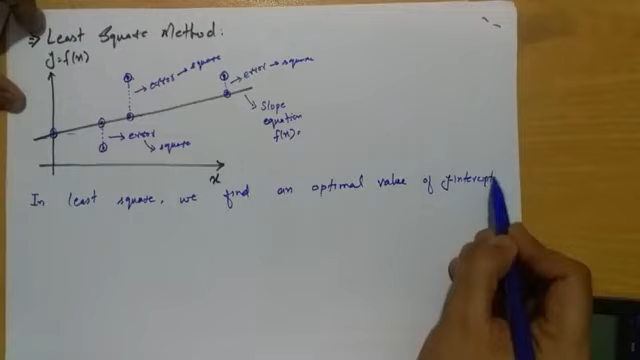 ⇒ Least Square Method:
y=f(x)
→ error → square
→ error → square
→ error
↘ square
↘ Slope
equation
f(x)=
x
In least square, we find an optimal value of y-intercept